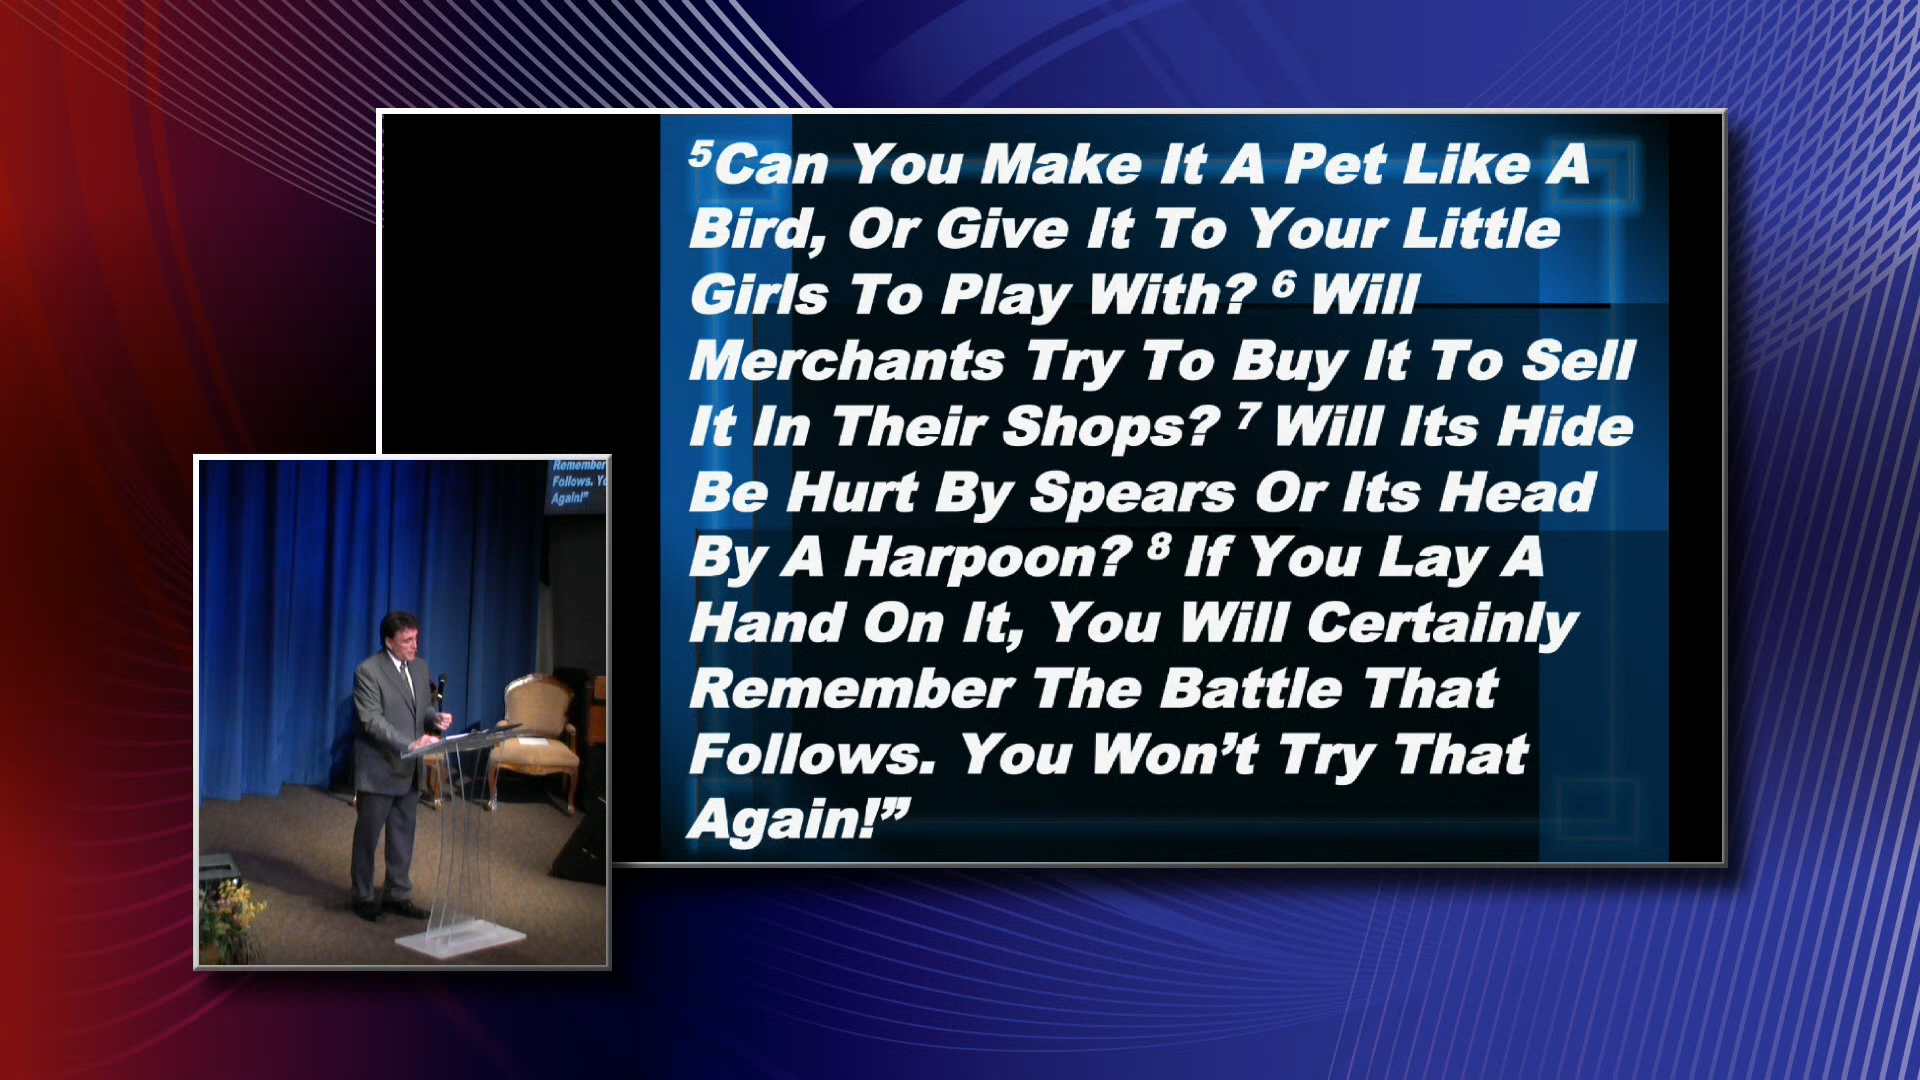 ⁵Can You Make It A Pet Like A
Bird, Or Give It To Your Little
Girls To Play With? ⁶ Will
Merchants Try To Buy It To Sell
It In Their Shops? ⁷ Will Its Hide
Be Hurt By Spears Or Its Head
By A Harpoon? ⁸ If You Lay A
Hand On It, You Will Certainly
Remember The Battle That
Follows. You Won’t Try That
Again!”
Remember
Follows. Yo
Again!”